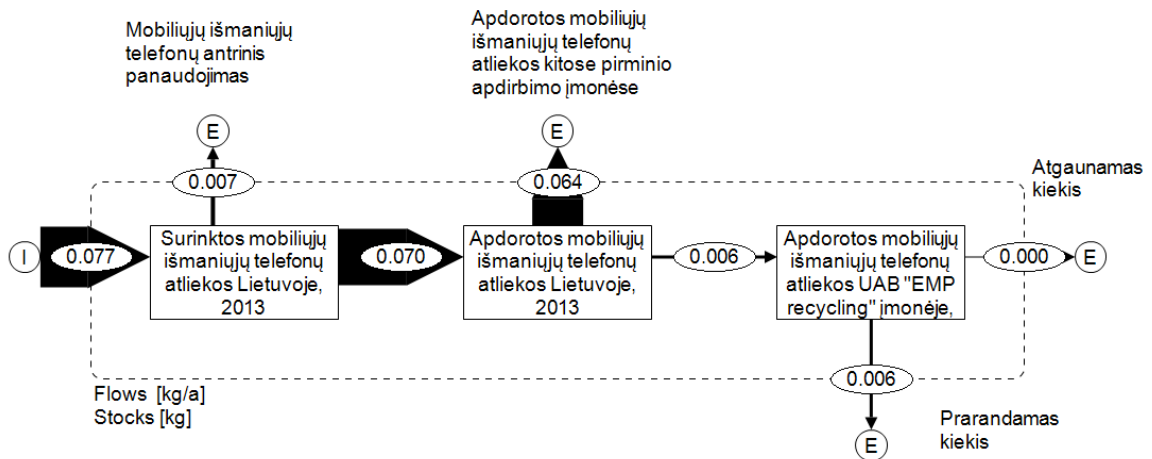 Mobiliųjų išmaniųjų
telefonų antrinis
panaudojimas
Apdorotos mobiliųjų
išmaniųjų telefonų
atliekos kitose pirminio
apdirbimo įmonėse
E
E
0.007
0.064
Atgaunamas
kiekis
I
0.077
Surinktos mobiliųjų
išmaniųjų telefonų
atliekos Lietuvoje,
2013
0.070
Apdorotos mobiliųjų
išmaniųjų telefonų
atliekos Lietuvoje,
2013
0.006
Apdorotos mobiliųjų
išmaniųjų telefonų
atliekos UAB "EMP
recycling" įmonėje,
0.000
E
0.006
Flows [kg/a]
Stocks [kg]
Prarandamas
kiekis
E